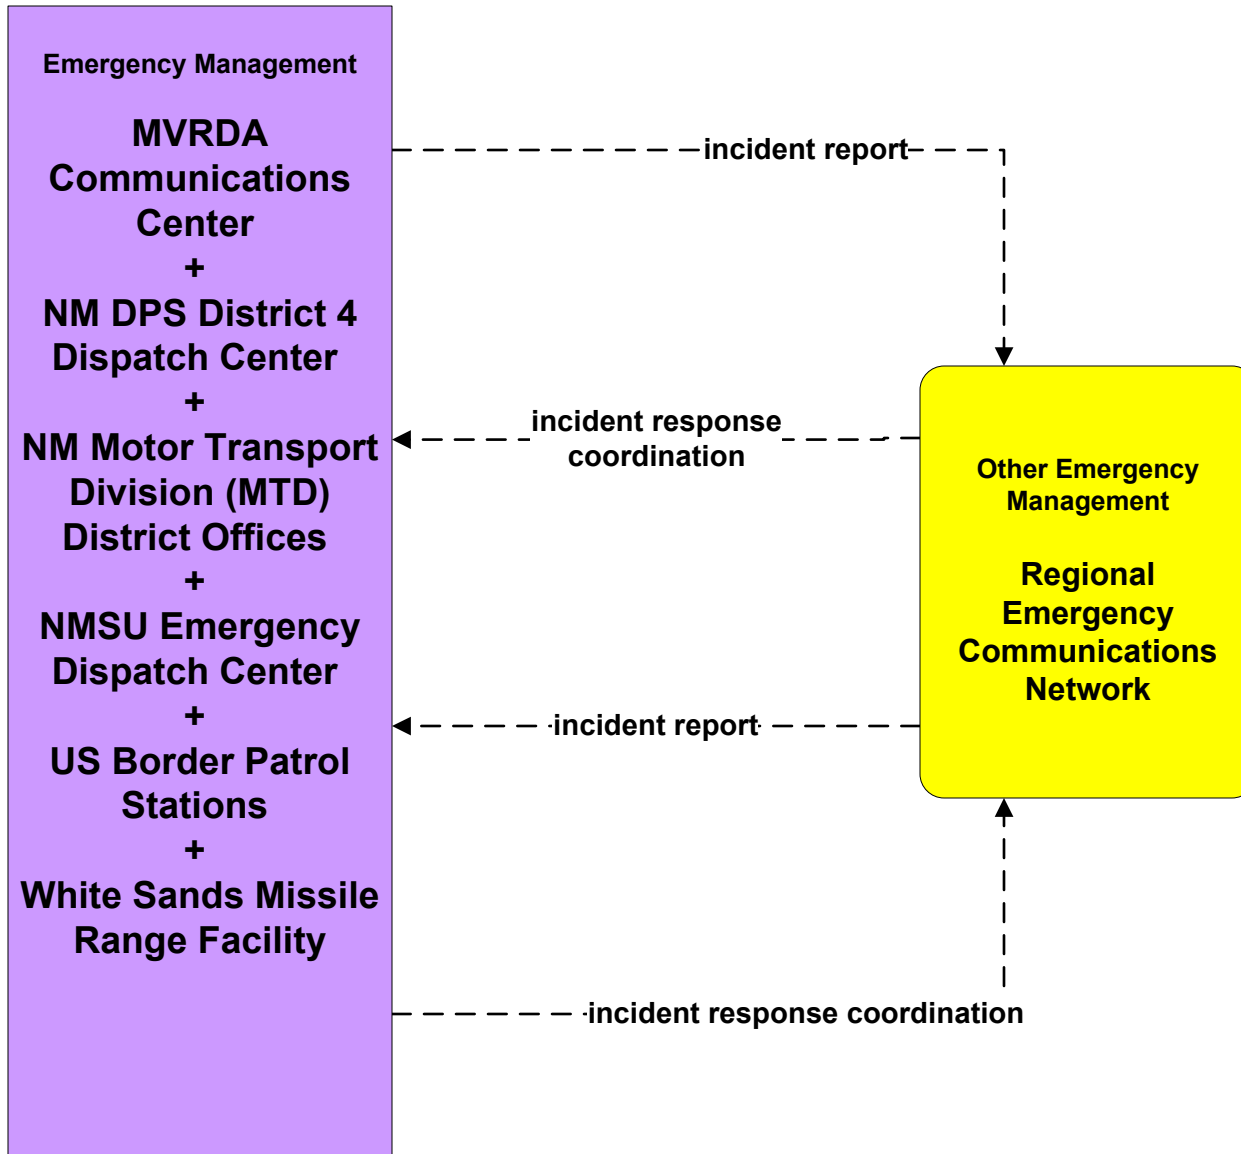 Emergency Management
MVRDA
Communications
Center
+
NM DPS District 4
Dispatch Center
+
NM Motor Transport
Division (MTD)
District Offices
+
NMSU Emergency
Dispatch Center
+
US Border Patrol
Stations
+
White Sands Missile
Range Facility
incident report
incident response
coordination
incident report
incident response coordination
Other Emergency
Management
Regional
Emergency
Communications
Network